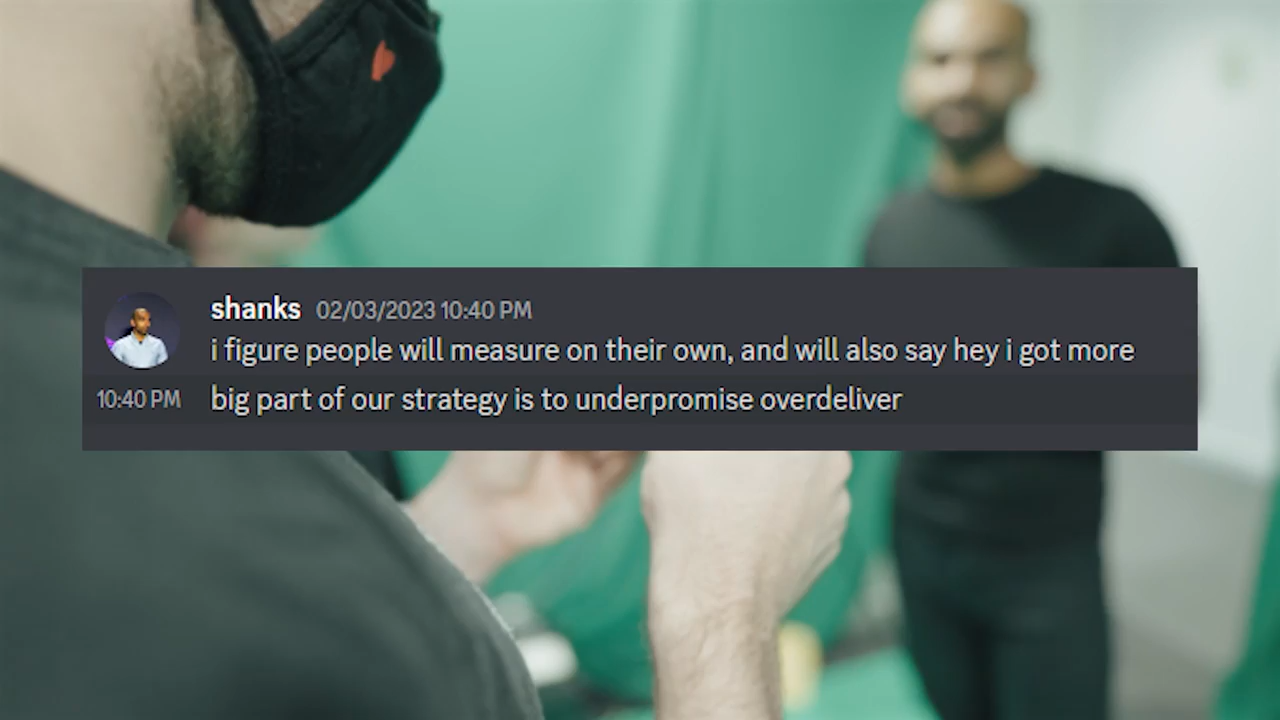 shanks 02/03/2023 10:40 PM
i figure people will measure on their own, and will also say hey i got more
10:40 PM big part of our strategy is to underpromise overdeliver